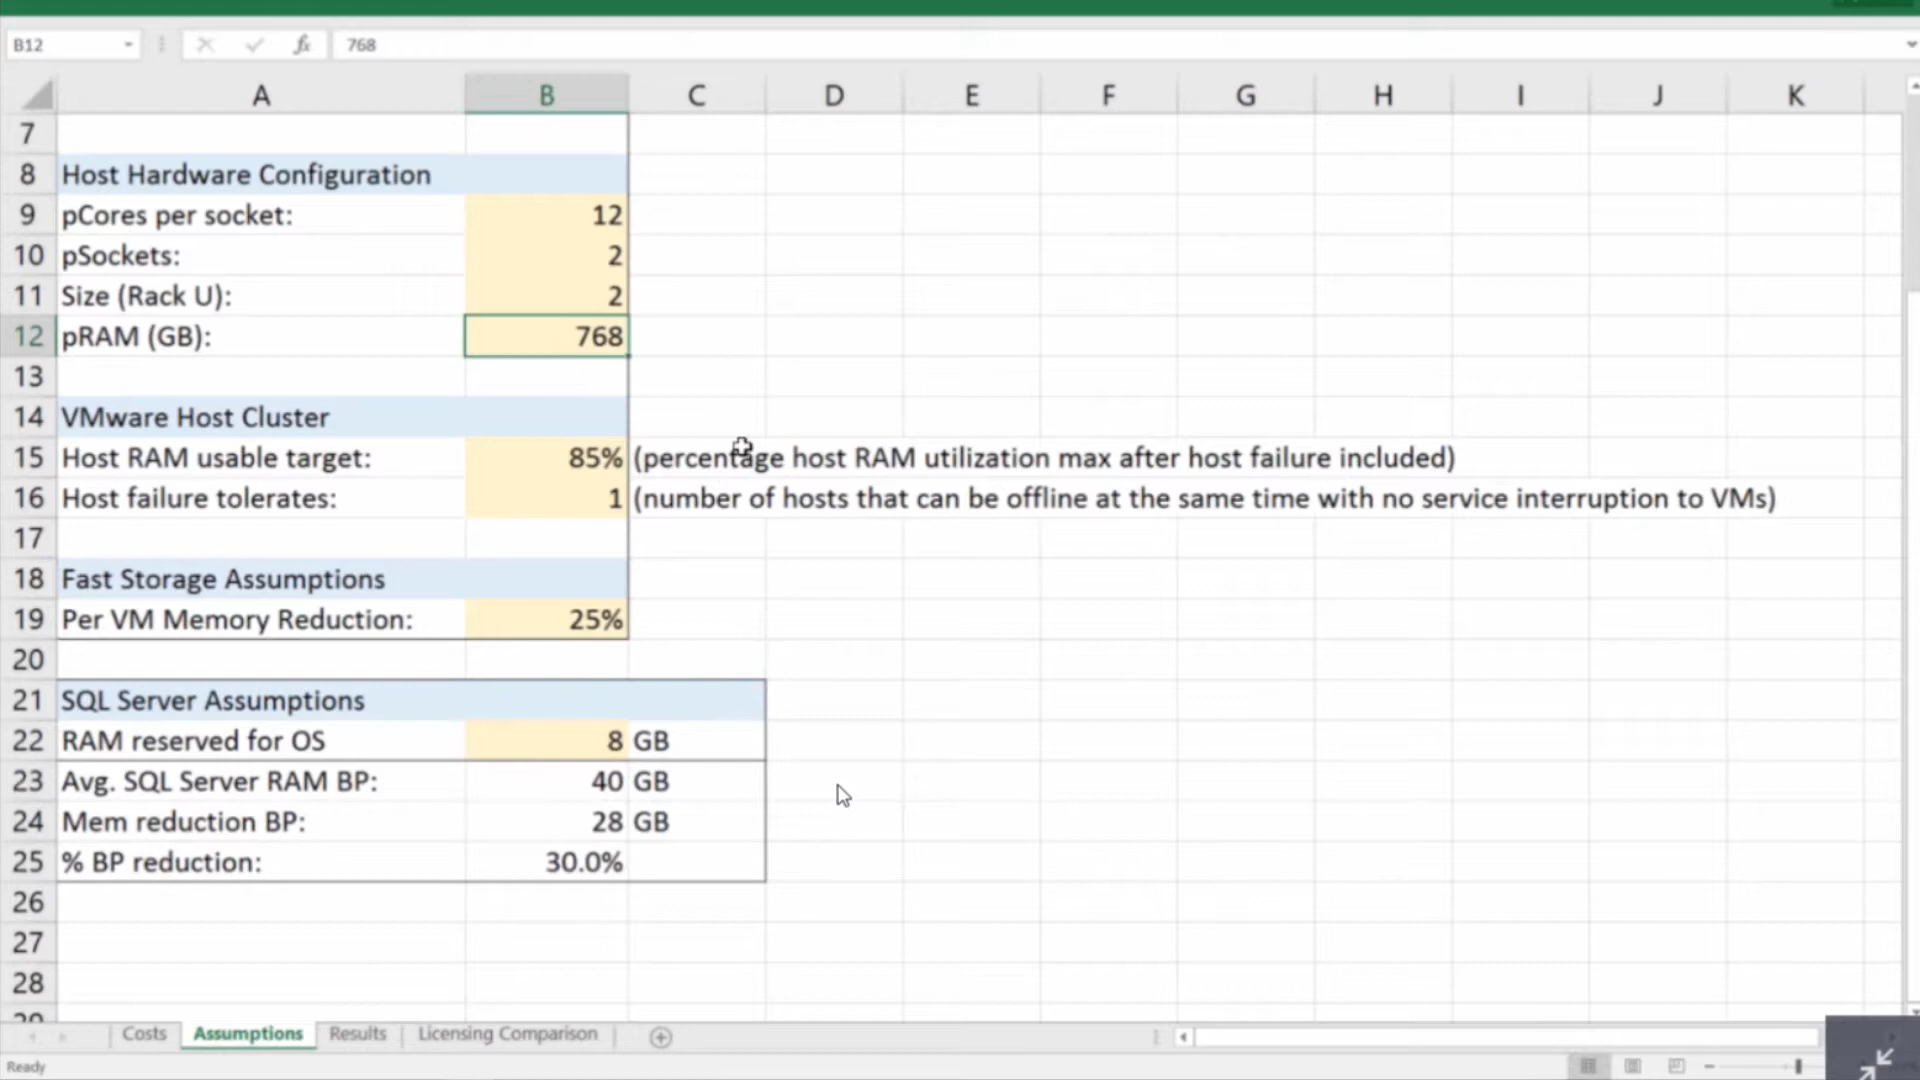 B12 fx 768
A B C D E F G H I J K
7
8 Host Hardware Configuration
9 pCores per socket: 12
10 pSockets: 2
11 Size (Rack U): 2
12 pRAM (GB): 768
13
14 VMware Host Cluster
15 Host RAM usable target: 85% (percentage host RAM utilization max after host failure included)
16 Host failure tolerates: 1 (number of hosts that can be offline at the same time with no service interruption to VMs)
17
18 Fast Storage Assumptions
19 Per VM Memory Reduction: 25%
20
21 SQL Server Assumptions
22 RAM reserved for OS 8 GB
23 Avg. SQL Server RAM BP: 40 GB
24 Mem reduction BP: 28 GB
25 % BP reduction: 30.0%
26
27
28
29
Costs Assumptions Results Licensing Comparison
Ready